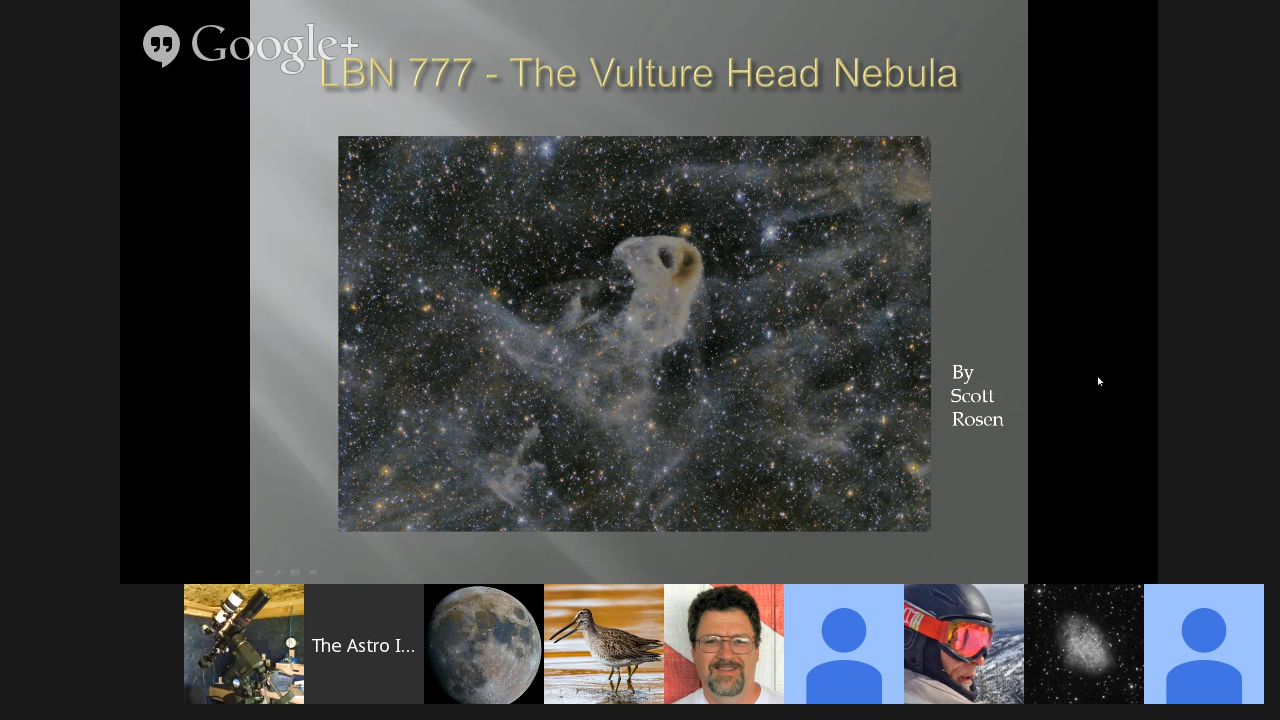 Google+
LBN 777 - The Vulture Head Nebula
By
Scott
Rosen
The Astro I...